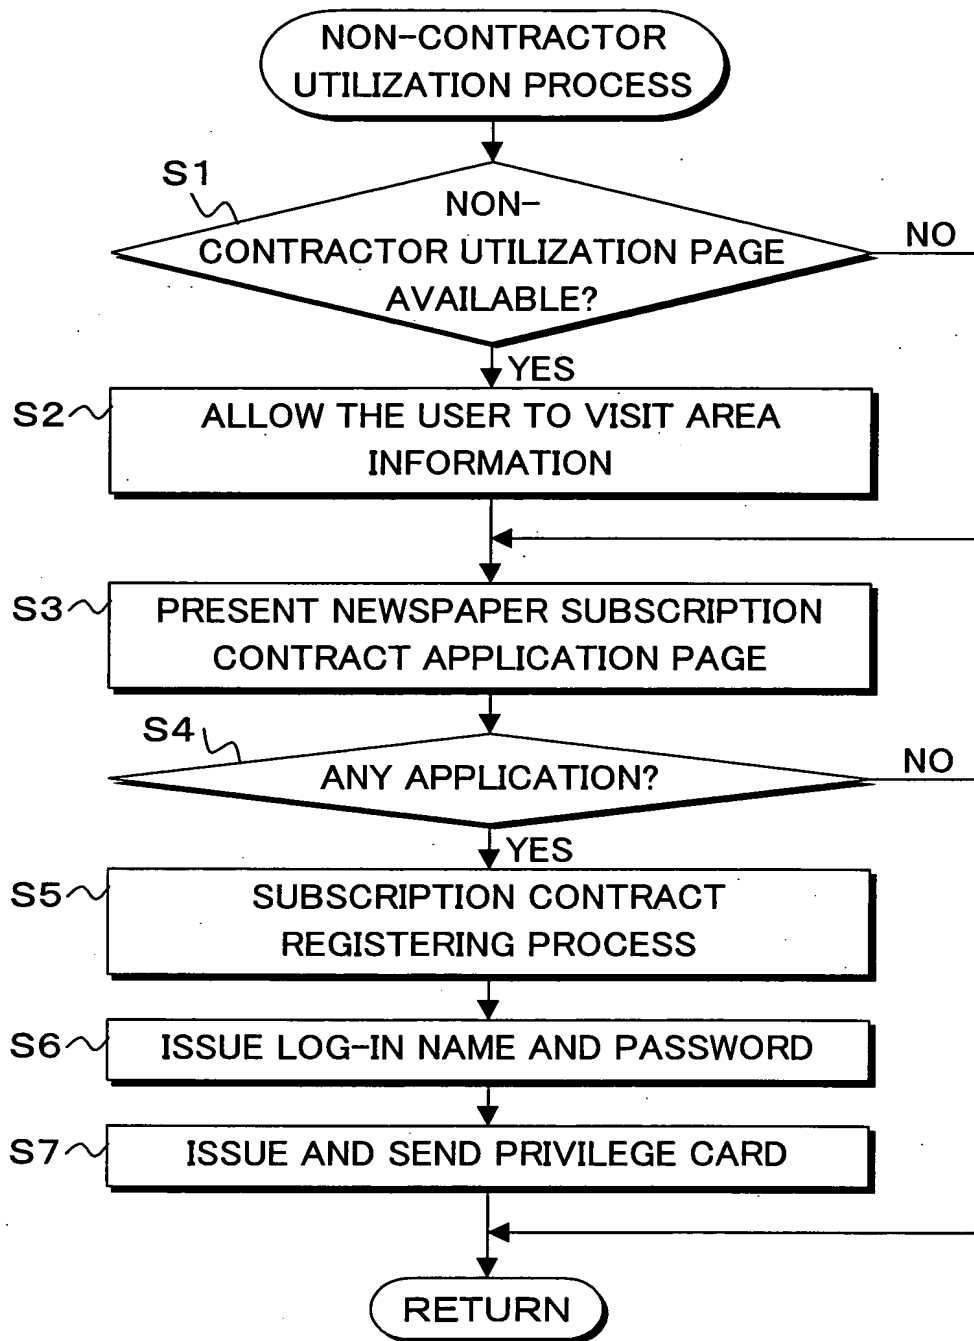 NON-CONTRACTOR
UTILIZATION PROCESS
S1
NON-
CONTRACTOR UTILIZATION PAGE
AVAILABLE?
NO
YES
S2
ALLOW THE USER TO VISIT AREA
INFORMATION
S3
PRESENT NEWSPAPER SUBSCRIPTION
CONTRACT APPLICATION PAGE
S4
ANY APPLICATION?
NO
YES
S5
SUBSCRIPTION CONTRACT
REGISTERING PROCESS
S6
ISSUE LOG-IN NAME AND PASSWORD
S7
ISSUE AND SEND PRIVILEGE CARD
RETURN